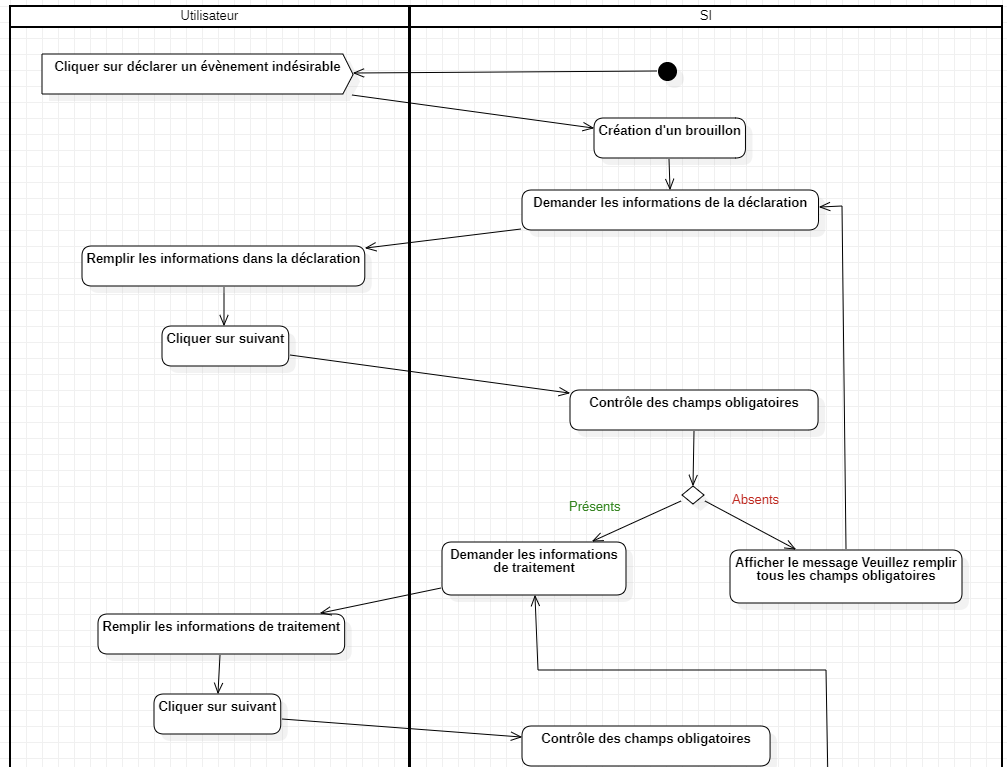 Utilisateur
SI
Cliquer sur déclarer un évènement indésirable
Création d'un brouillon
Demander les informations de la déclaration
Remplir les informations dans la déclaration
Cliquer sur suivant
Contrôle des champs obligatoires
Présents
Absents
Demander les informations
de traitement
Afficher le message Veuillez remplir
tous les champs obligatoires
Remplir les informations de traitement
Cliquer sur suivant
Contrôle des champs obligatoires